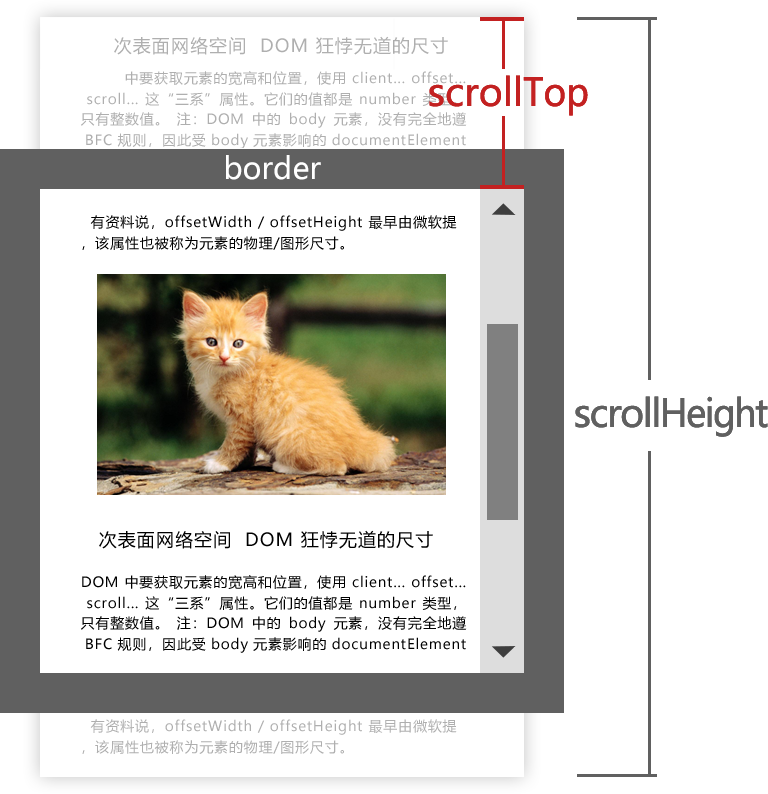 次表面网络空间 DOM 狂悖无道的尺寸
中要获取元素的宽高和位置，使用 client... offset...
scroll... 这“三系”属性。它们的值都是 number 类型，
只有整数值。 注：DOM 中的 body 元素，没有完全地遵
BFC 规则，因此受 body 元素影响的 documentElement
scrollTop
border
有资料说，offsetWidth / offsetHeight 最早由微软提
，该属性也被称为元素的物理/图形尺寸。
scrollHeight
次表面网络空间 DOM 狂悖无道的尺寸
DOM 中要获取元素的宽高和位置，使用 client... offset...
scroll... 这“三系”属性。它们的值都是 number 类型，
只有整数值。 注：DOM 中的 body 元素，没有完全地遵
BFC 规则，因此受 body 元素影响的 documentElement
有资料说，offsetWidth / offsetHeight 最早由微软提
，该属性也被称为元素的物理/图形尺寸。